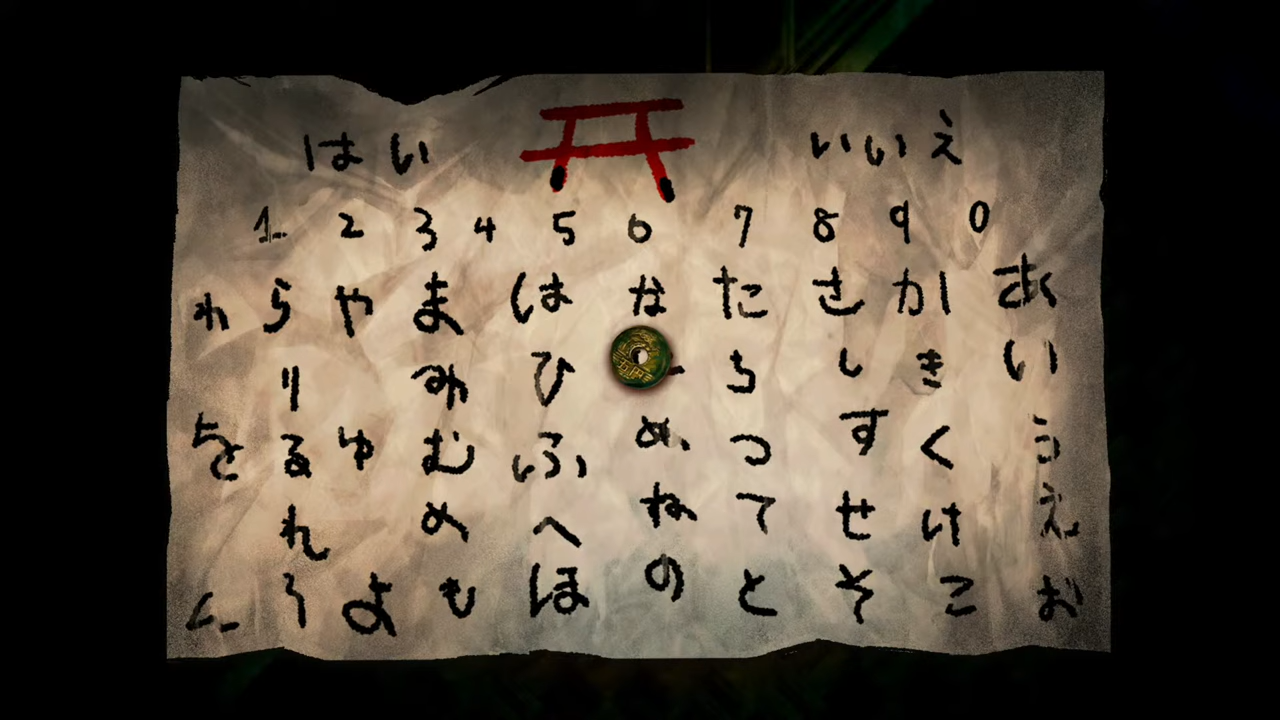 はい いいえ
1 2 3 4 5 6 7 8 9 0
わ ら や ま は な た さ か あ
り み ひ ち し き い
を る ゆ む ふ ぬ つ す く う
れ め へ ね て せ け え
ん ろ よ も ほ の と そ こ お